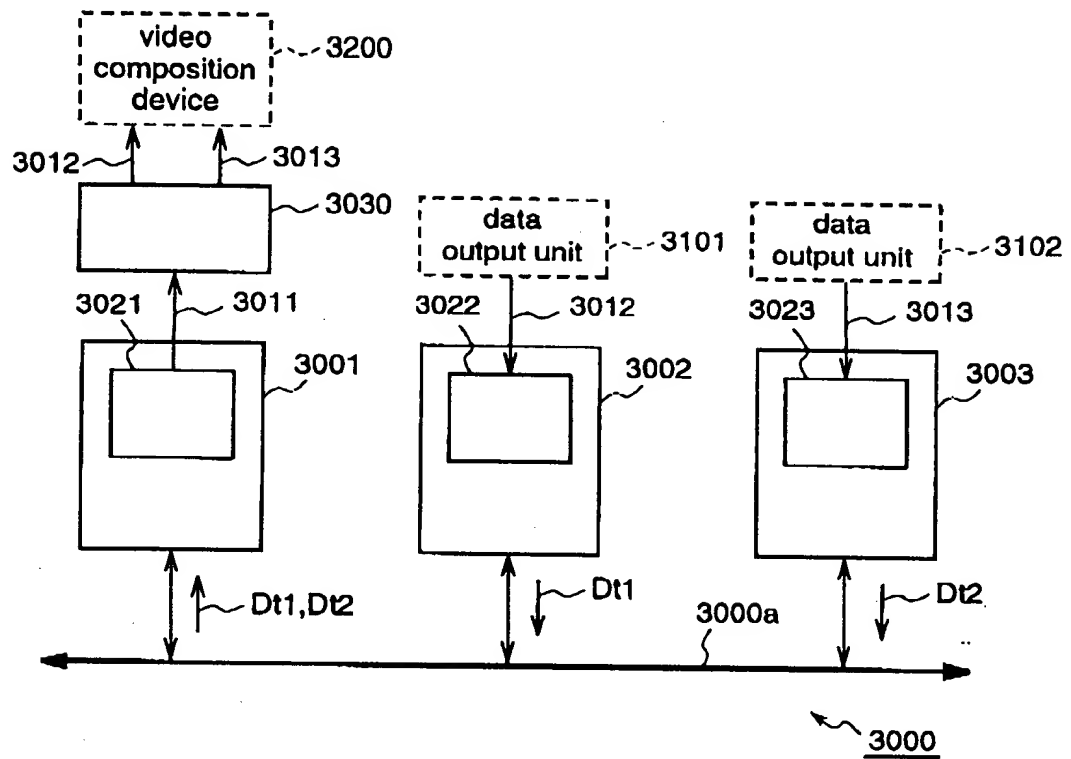 video
composition
device
3200
3012
3013
3030
data
output unit
3101
data
output unit
3102
3021
3011
3022
3012
3023
3013
3001
3002
3003
Dt1,Dt2
Dt1
Dt2
3000a
3000